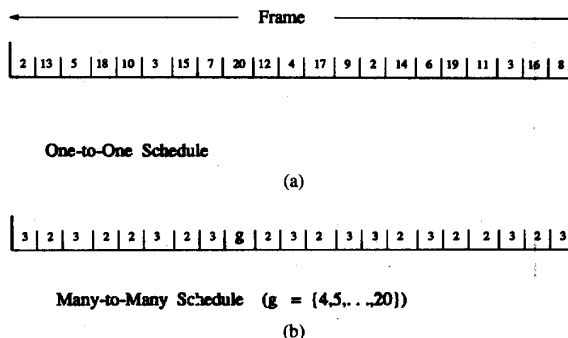 Frame
2 13 5 18 10 3 15 7 20 12 4 17 9 2 14 6 19 11 3 16 8
One-to-One Schedule
(a)
3 2 3 2 2 3 2 3 g 2 3 2 3 3 2 3 2 2 3 2 3
Many-to-Many Schedule (g = {4,5,. . .,20})
(b)